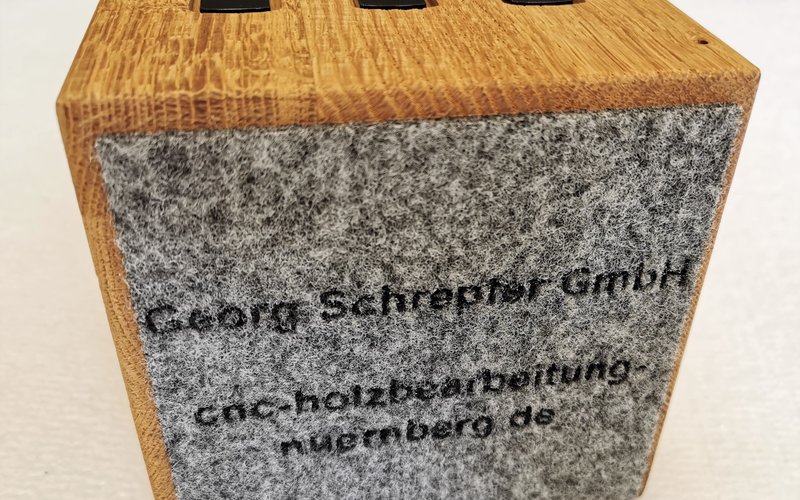 Georg Schrepfer GmbH
cnc-holzbearbeitung-
nuernberg de